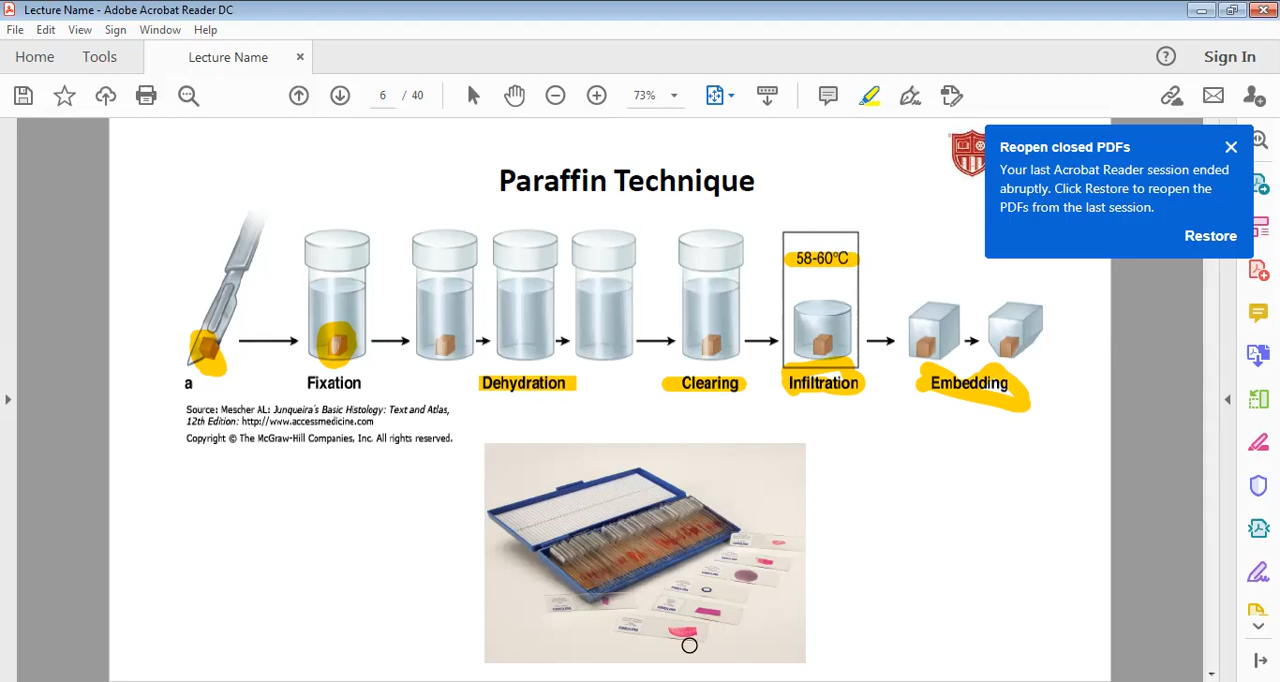 Lecture Name - Adobe Acrobat Reader DC
File Edit View Sign Window Help
Home Tools Lecture Name × ? Sign In
6 / 40 73%
Reopen closed PDFs
Your last Acrobat Reader session ended
abruptly. Click Restore to reopen the
PDFs from the last session.
Restore
Paraffin Technique
58-60°C
a Fixation Dehydration Clearing Infiltration Embedding
Source: Mescher AL: Junqueira's Basic Histology: Text and Atlas,
12th Edition: http://www.accessmedicine.com
Copyright © The McGraw-Hill Companies, Inc. All rights reserved.